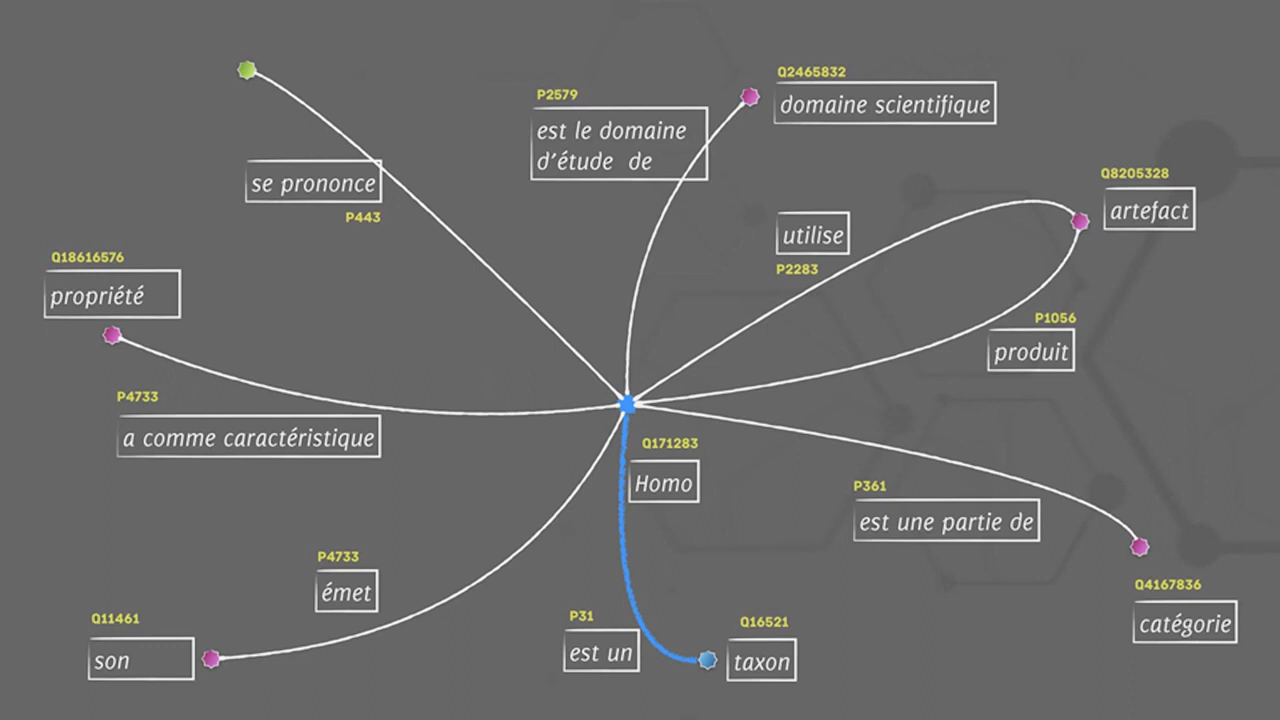 Q2465832
domaine scientifique
P2579
est le domaine
d'étude de
se prononce
P443
Q8205328
artefact
utilise
P2283
Q18616576
propriété
P1056
produit
P4733
a comme caractéristique
Q171283
Homo
P361
est une partie de
P4733
émet
Q4167836
catégorie
Q11461
son
P31
est un
Q16521
taxon